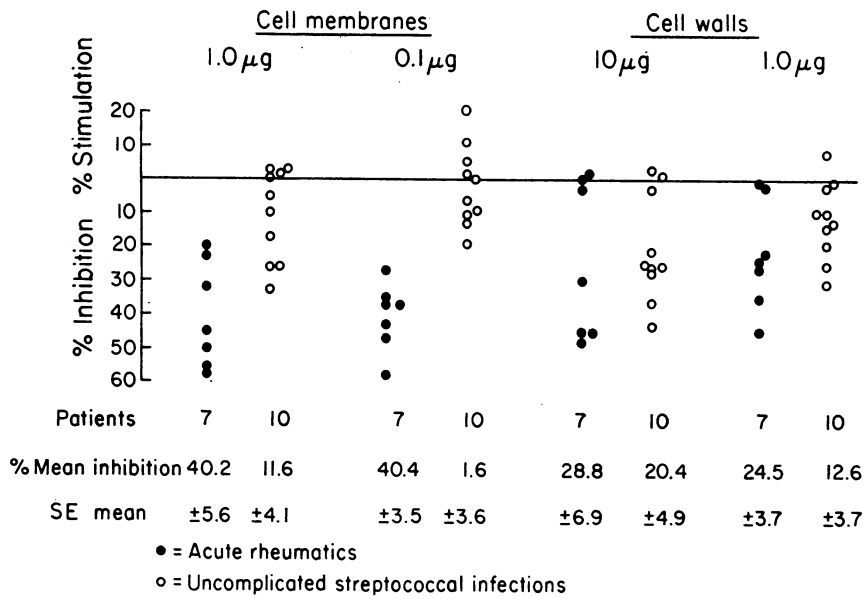 Cell membranes Cell walls
1.0 μg 0.1 μg 10 μg 1.0 μg
% Stimulation
20
10
% Inhibition
10
20
30
40
50
60
Patients 7 10 7 10 7 10 7 10
% Mean inhibition 40.2 11.6 40.4 1.6 28.8 20.4 24.5 12.6
SE mean ±5.6 ±4.1 ±3.5 ±3.6 ±6.9 ±4.9 ±3.7 ±3.7
● = Acute rheumatics
○ = Uncomplicated streptococcal infections